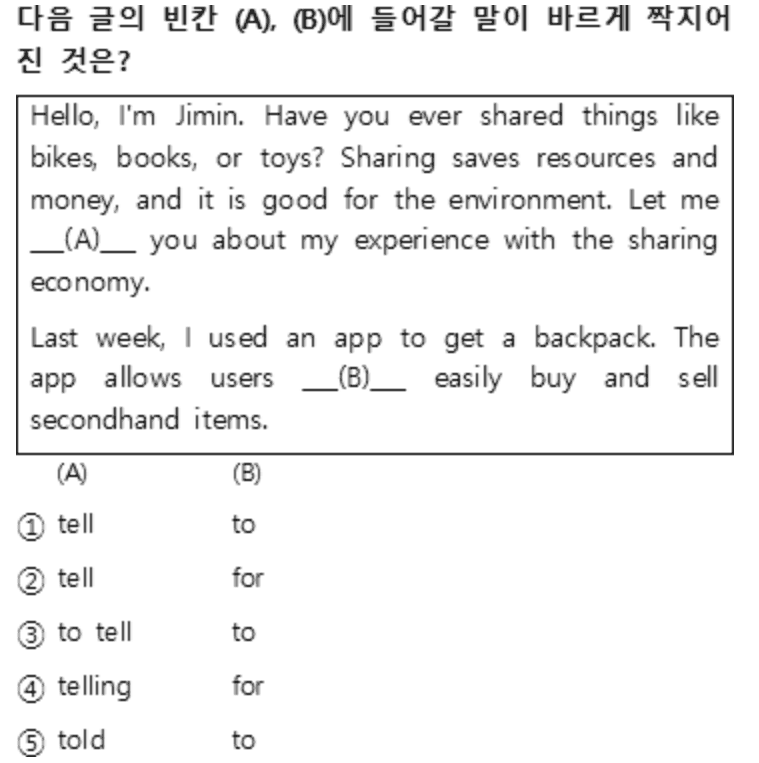 다음 글의 빈칸 (A), (B)에 들어갈 말이 바르게 짝지어
진 것은?
Hello, I'm Jimin. Have you ever shared things like
bikes, books, or toys? Sharing saves resources and
money, and it is good for the environment. Let me
__(A)__ you about my experience with the sharing
economy.
Last week, I used an app to get a backpack. The
app allows users __(B)__ easily buy and sell
secondhand items.
(A) (B)
① tell to
② tell for
③ to tell to
④ telling for
⑤ told to